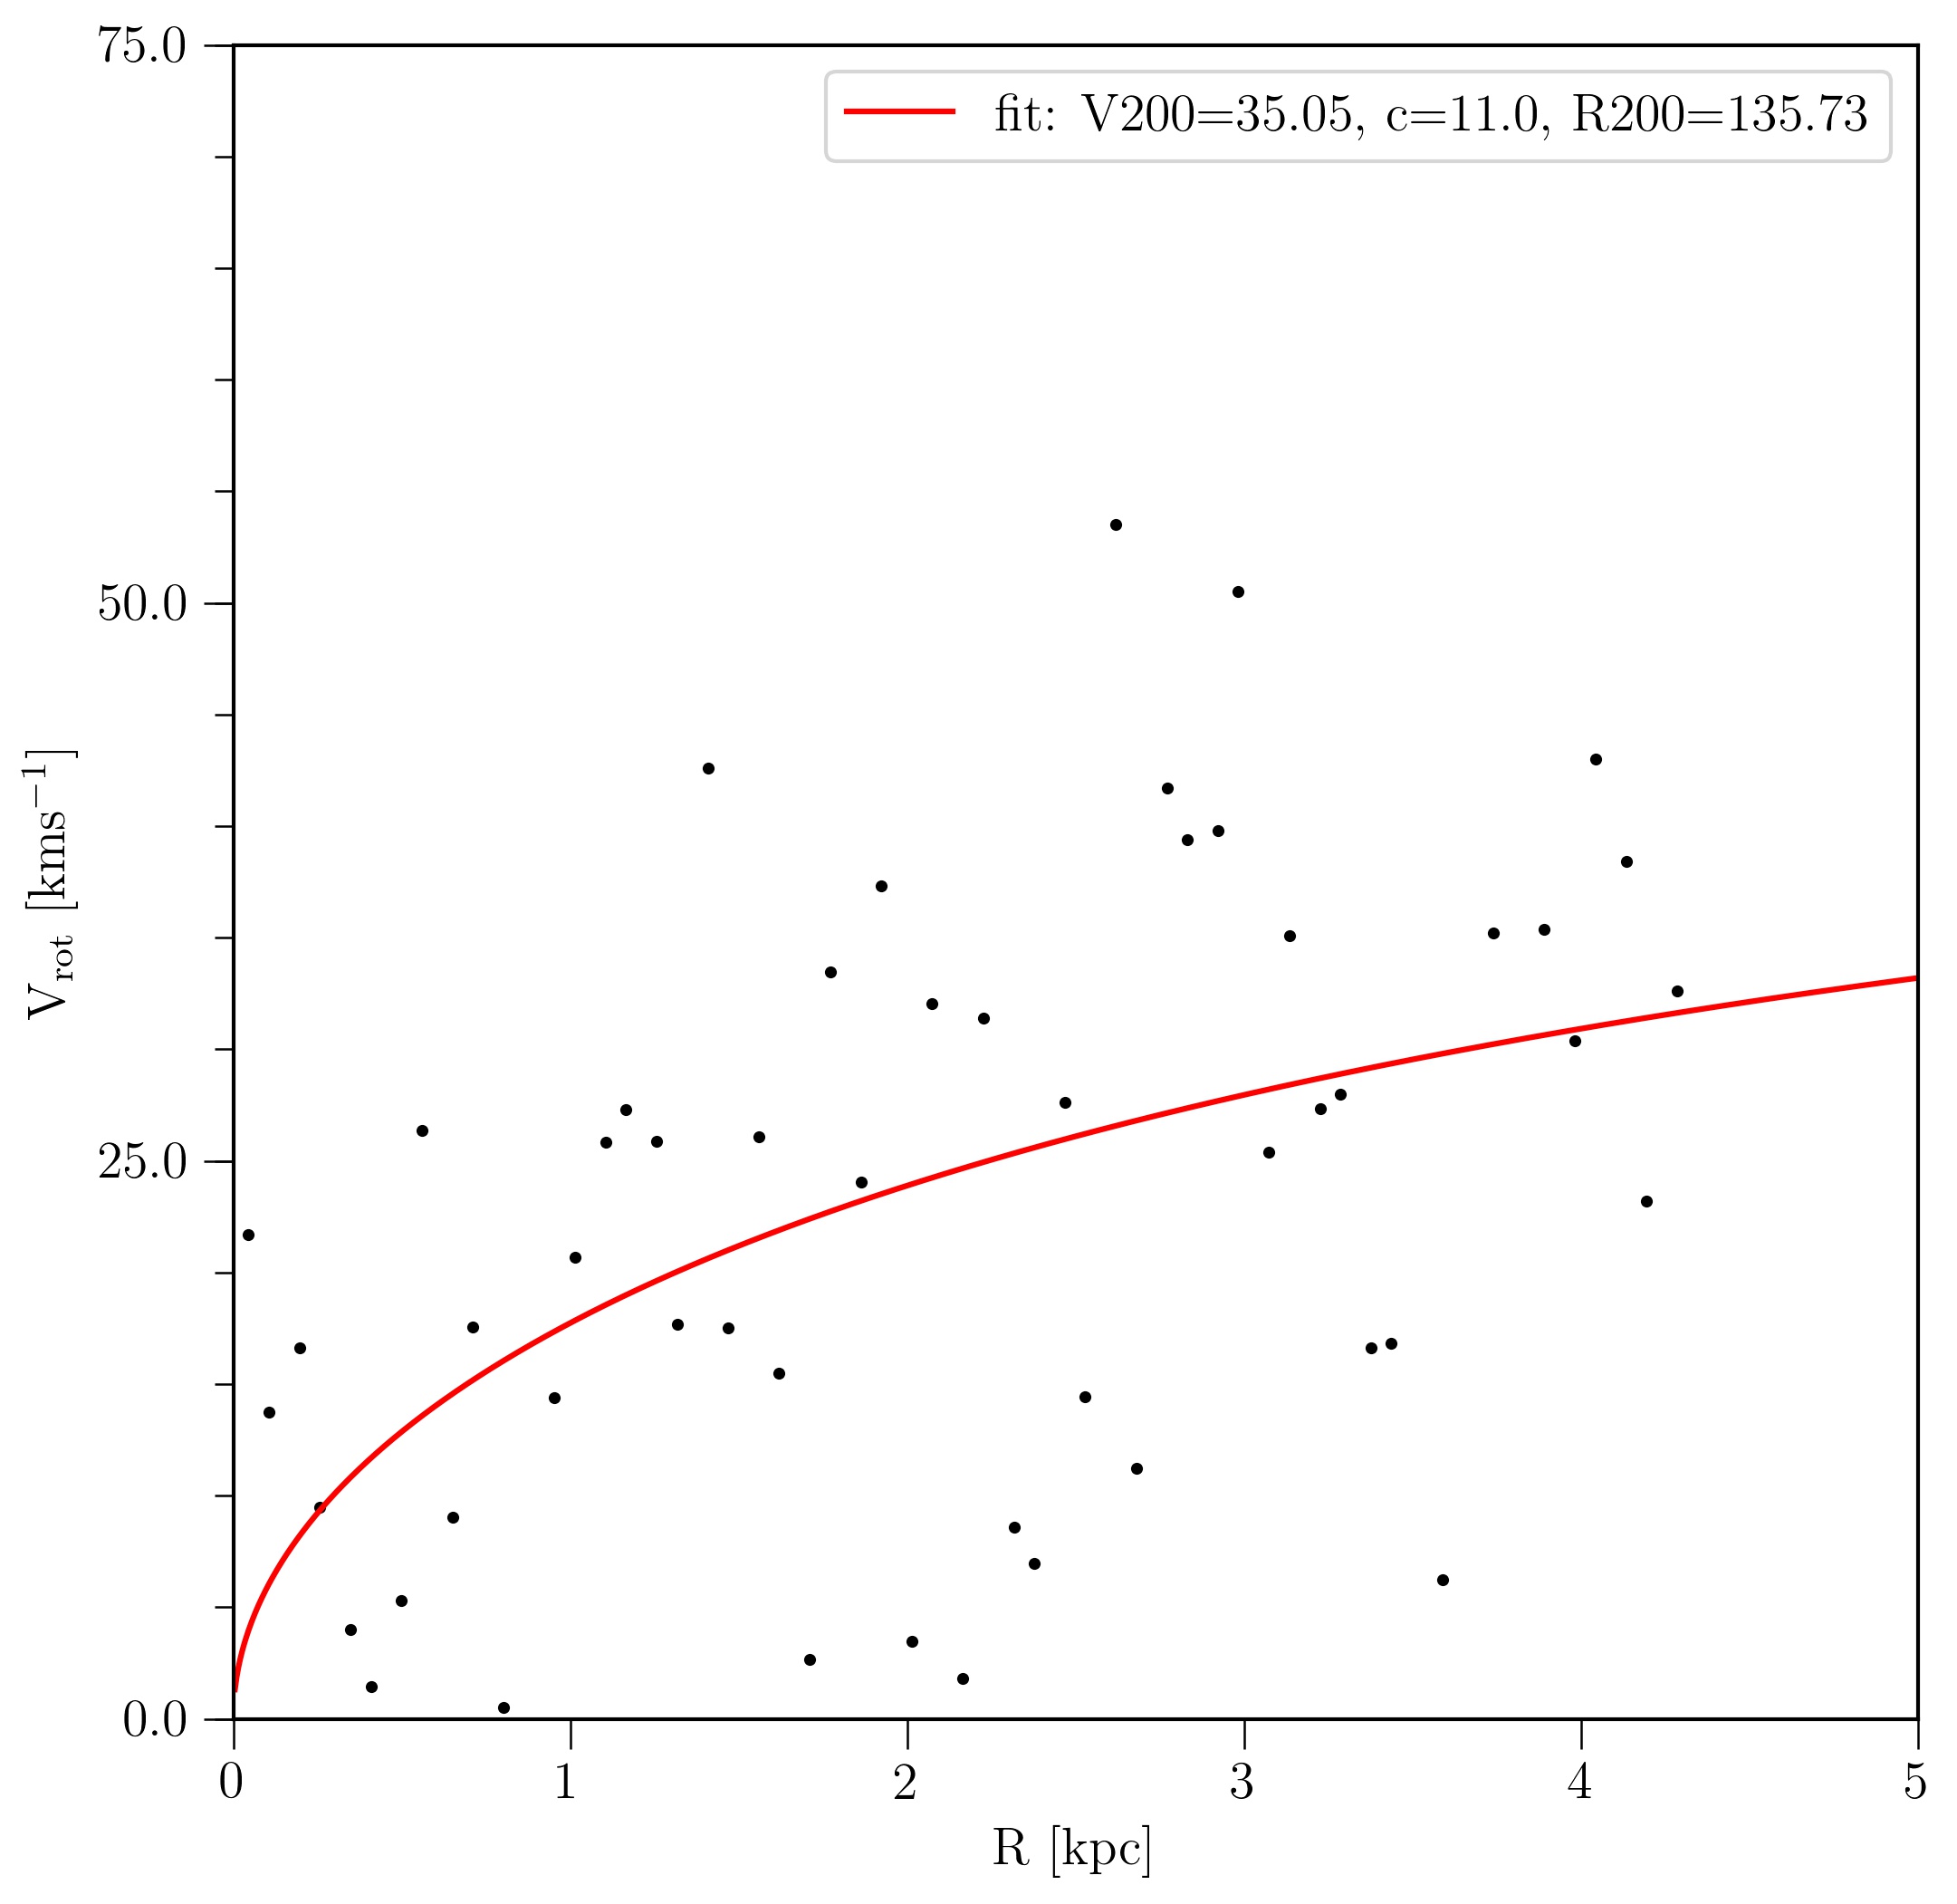 75.0
fit: V200=35.05, c=11.0, R200=135.73
50.0
V_rot [kms^−1]
25.0
0.0
0 1 2 3 4 5
R [kpc]